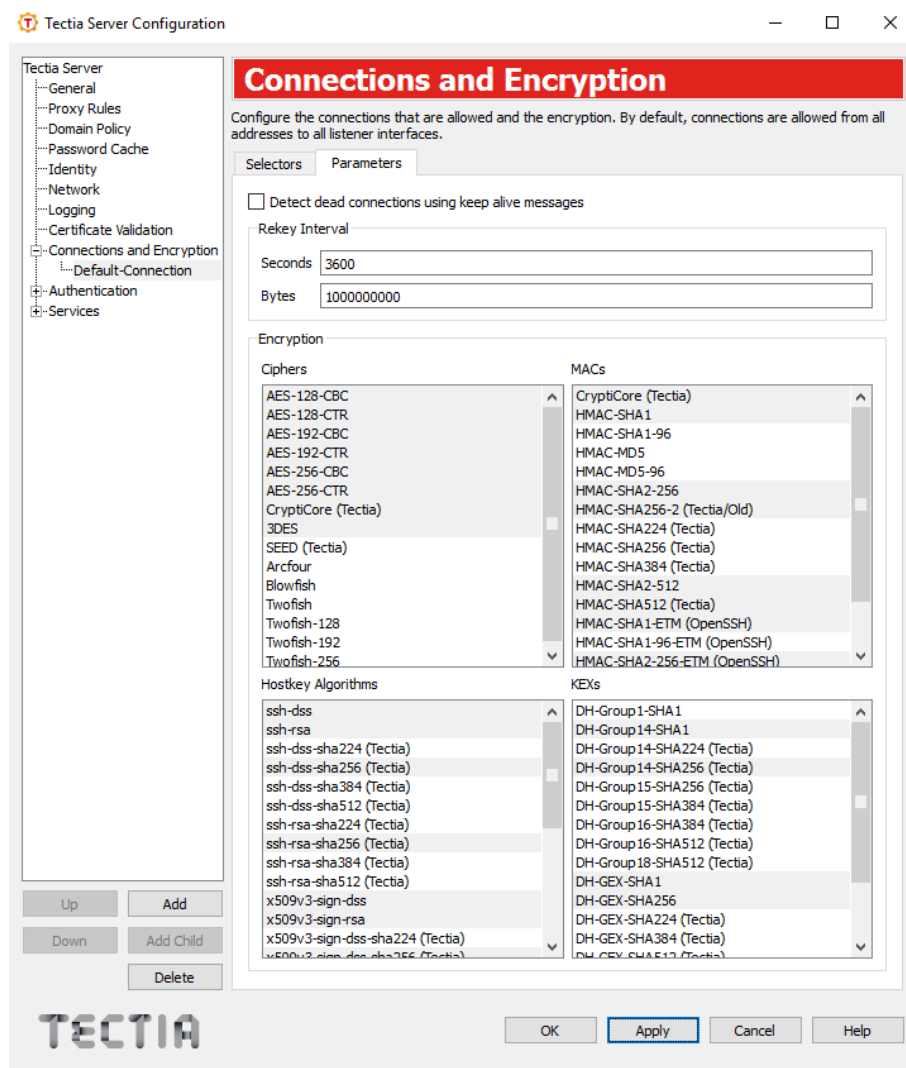 Tectia Server Configuration
Tectia Server
General
Proxy Rules
Domain Policy
Password Cache
Identity
Network
Logging
Certificate Validation
Connections and Encryption
Default-Connection
Authentication
Services
Up
Add
Down
Add Child
Delete
Connections and Encryption
Configure the connections that are allowed and the encryption. By default, connections are allowed from all
addresses to all listener interfaces.
Selectors
Parameters
Detect dead connections using keep alive messages
Rekey Interval
Seconds 3600
Bytes 1000000000
Encryption
Ciphers
AES-128-CBC
AES-128-CTR
AES-192-CBC
AES-192-CTR
AES-256-CBC
AES-256-CTR
CryptiCore (Tectia)
3DES
SEED (Tectia)
Arcfour
Blowfish
Twofish
Twofish-128
Twofish-192
Twofish-256
MACs
CryptiCore (Tectia)
HMAC-SHA1
HMAC-SHA1-96
HMAC-MD5
HMAC-MD5-96
HMAC-SHA2-256
HMAC-SHA256-2 (Tectia/Old)
HMAC-SHA224 (Tectia)
HMAC-SHA256 (Tectia)
HMAC-SHA384 (Tectia)
HMAC-SHA2-512
HMAC-SHA512 (Tectia)
HMAC-SHA1-ETM (OpenSSH)
HMAC-SHA1-96-ETM (OpenSSH)
HMAC-SHA2-256-ETM (OpenSSH)
Hostkey Algorithms
ssh-dss
ssh-rsa
ssh-dss-sha224 (Tectia)
ssh-dss-sha256 (Tectia)
ssh-dss-sha384 (Tectia)
ssh-dss-sha512 (Tectia)
ssh-rsa-sha224 (Tectia)
ssh-rsa-sha256 (Tectia)
ssh-rsa-sha384 (Tectia)
ssh-rsa-sha512 (Tectia)
x509v3-sign-dss
x509v3-sign-rsa
x509v3-sign-dss-sha224 (Tectia)
x509v3-sign-dss-sha256 (Tectia)
KEXs
DH-Group1-SHA1
DH-Group14-SHA1
DH-Group14-SHA224 (Tectia)
DH-Group14-SHA256 (Tectia)
DH-Group15-SHA256 (Tectia)
DH-Group15-SHA384 (Tectia)
DH-Group16-SHA384 (Tectia)
DH-Group16-SHA512 (Tectia)
DH-Group18-SHA512 (Tectia)
DH-GEX-SHA1
DH-GEX-SHA256
DH-GEX-SHA224 (Tectia)
DH-GEX-SHA384 (Tectia)
DH-GEX-SHA512 (Tectia)
TECTIA
OK
Apply
Cancel
Help